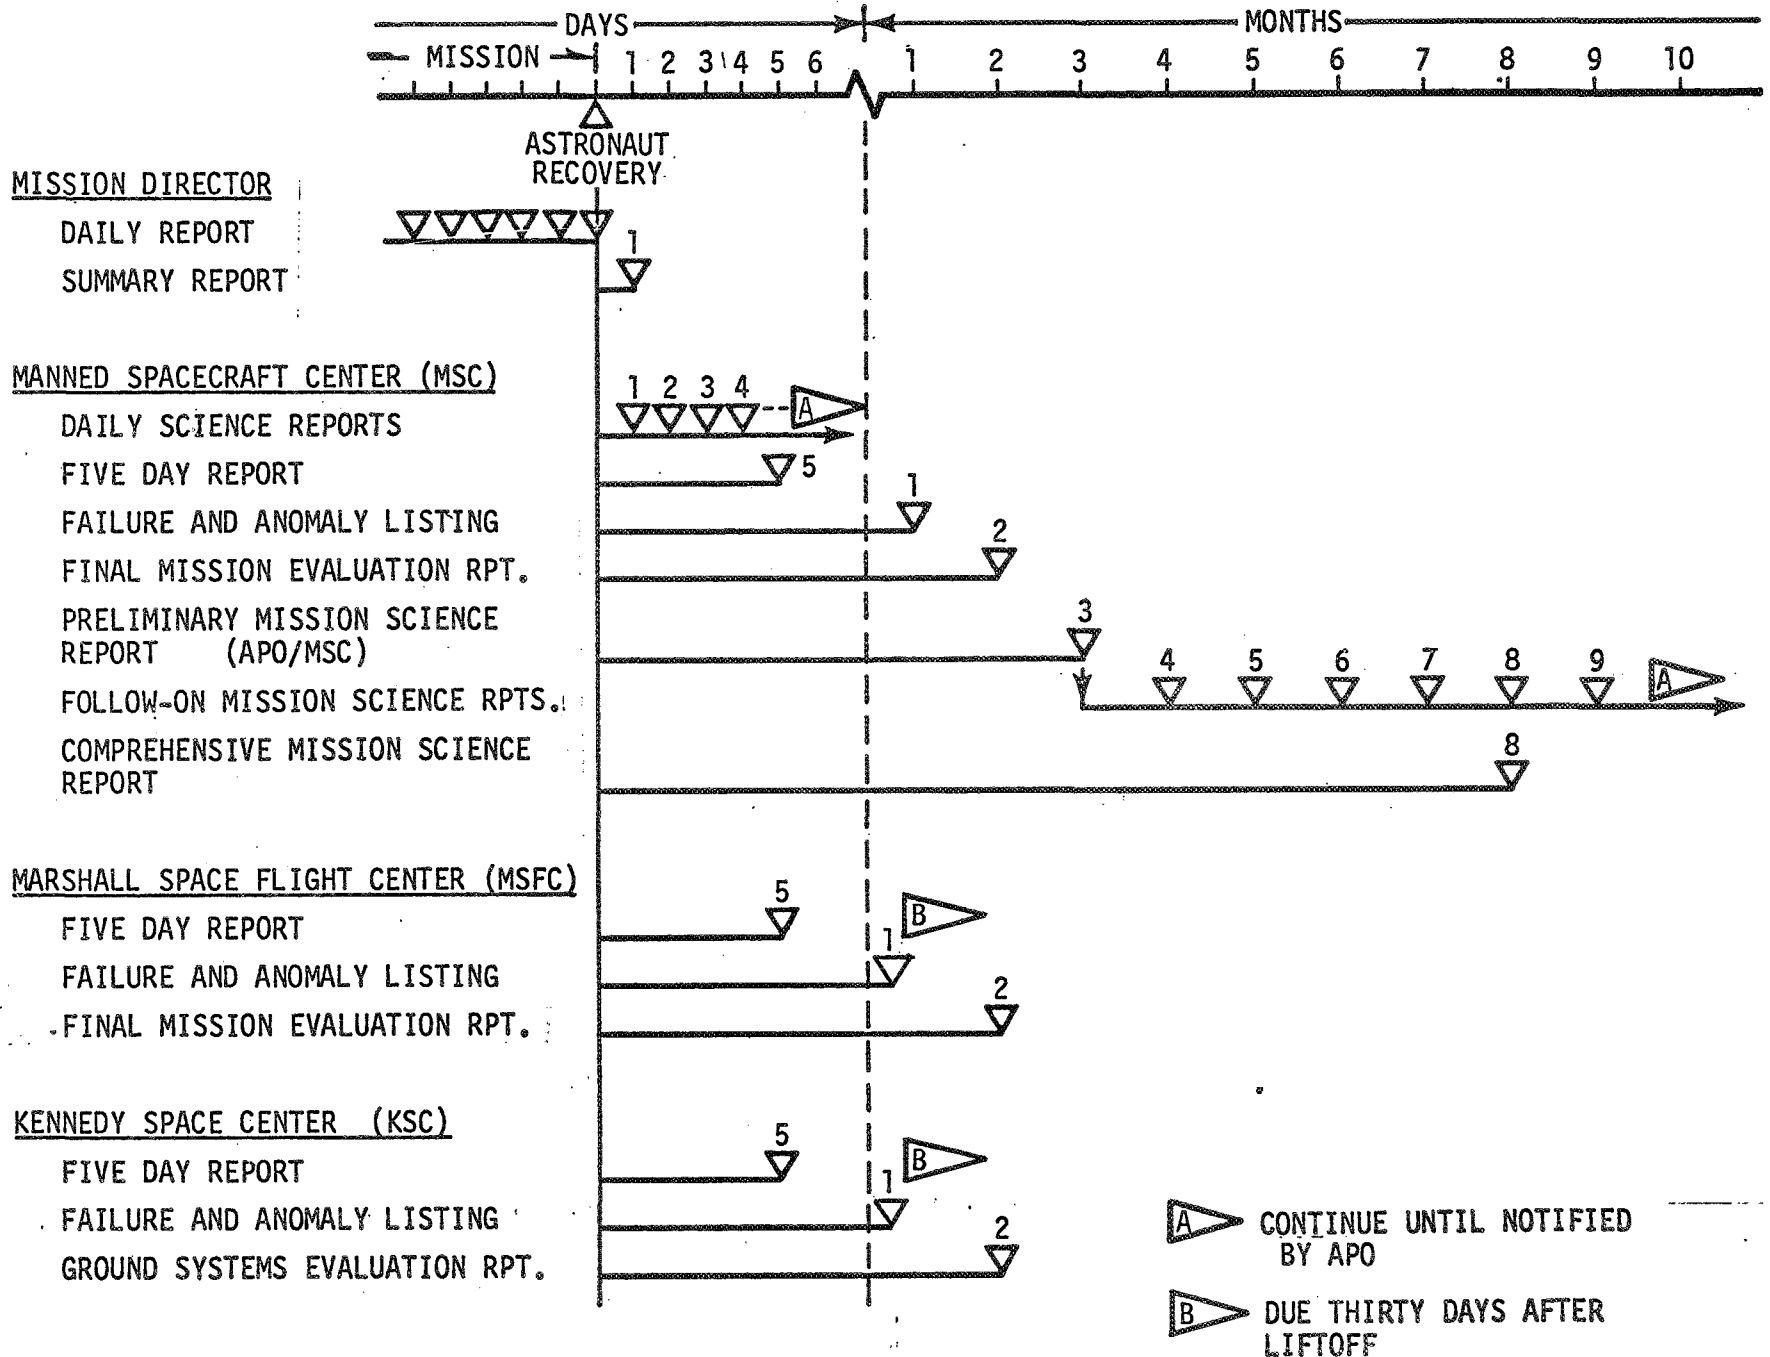 DAYS MONTHS
MISSION 1 2 3 4 5 6 1 2 3 4 5 6 7 8 9 10
ASTRONAUT
RECOVERY
MISSION DIRECTOR
DAILY REPORT
1
SUMMARY REPORT
MANNED SPACECRAFT CENTER (MSC)
1 2 3 4 A
DAILY SCIENCE REPORTS
FIVE DAY REPORT 5
1
FAILURE AND ANOMALY LISTING
2
FINAL MISSION EVALUATION RPT.
3
PRELIMINARY MISSION SCIENCE
REPORT (APO/MSC)
4 5 6 7 8 9 A
FOLLOW-ON MISSION SCIENCE RPTS.
8
COMPREHENSIVE MISSION SCIENCE
REPORT
MARSHALL SPACE FLIGHT CENTER (MSFC)
5 B
FIVE DAY REPORT
1
FAILURE AND ANOMALY LISTING
2
FINAL MISSION EVALUATION RPT.
KENNEDY SPACE CENTER (KSC)
5 B
FIVE DAY REPORT
1
FAILURE AND ANOMALY LISTING
2
GROUND SYSTEMS EVALUATION RPT.
A CONTINUE UNTIL NOTIFIED
BY APO
B DUE THIRTY DAYS AFTER
LIFTOFF